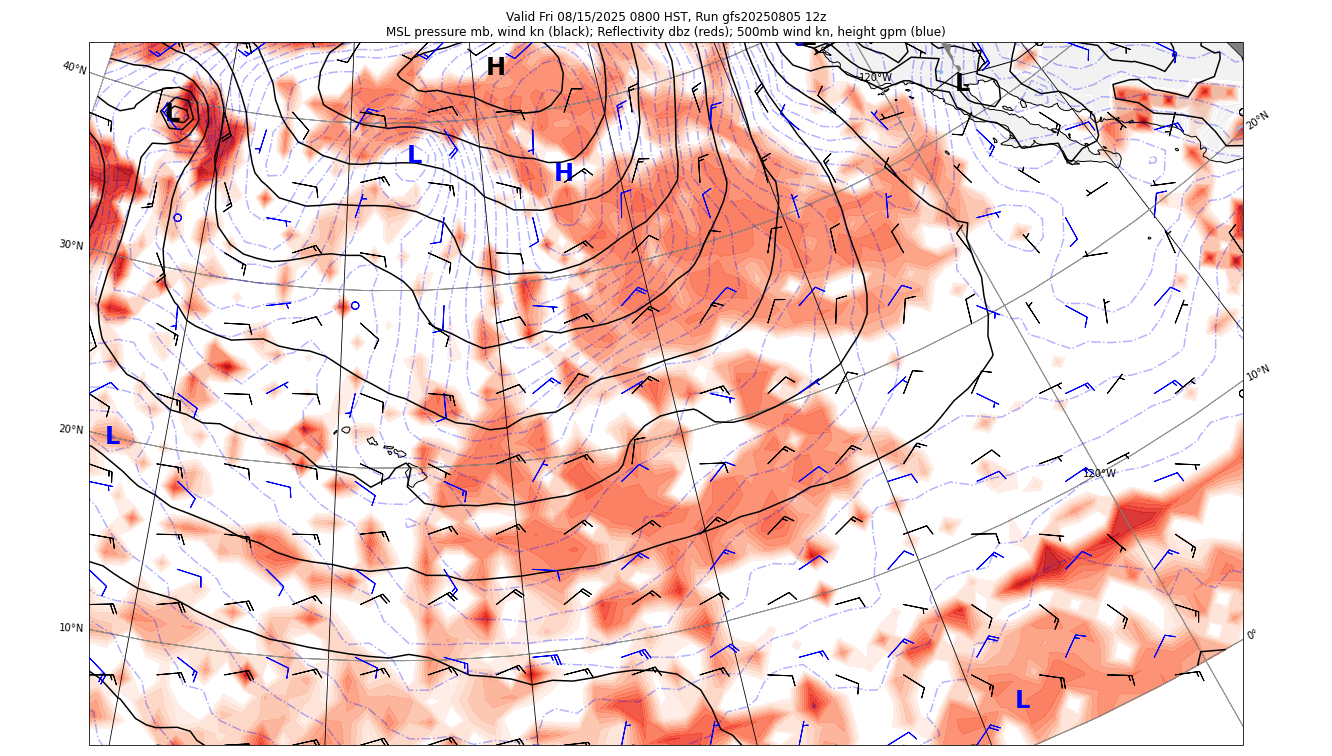 Valid Fri 08/15/2025 0800 HST, Run gfs20250805 12z
MSL pressure mb, wind kn (black); Reflectivity dbz (reds); 500mb wind kn, height gpm (blue)
40°N
H
120°W
L
L
20°N
L
H
30°N
10°N
20°N
L
120°W
10°N
0°
L